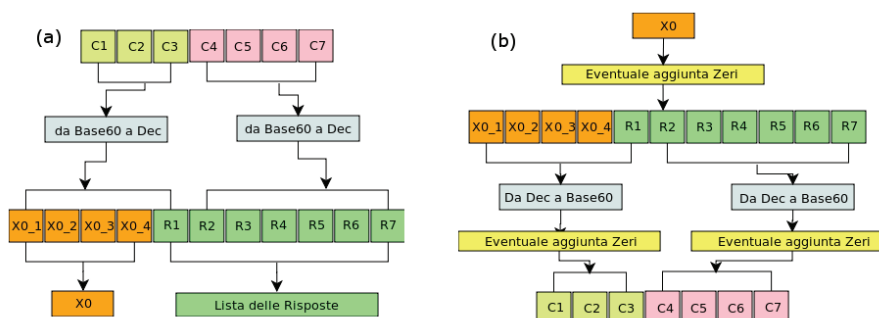 (a)
C1 C2 C3 C4 C5 C6 C7
da Base60 a Dec
da Base60 a Dec
X0_1 X0_2 X0_3 X0_4 R1 R2 R3 R4 R5 R6 R7
X0
Lista delle Risposte
(b)
X0
Eventuale aggiunta Zeri
X0_1 X0_2 X0_3 X0_4 R1 R2 R3 R4 R5 R6 R7
Da Dec a Base60
Da Dec a Base60
Eventuale aggiunta Zeri
Eventuale aggiunta Zeri
C1 C2 C3 C4 C5 C6 C7